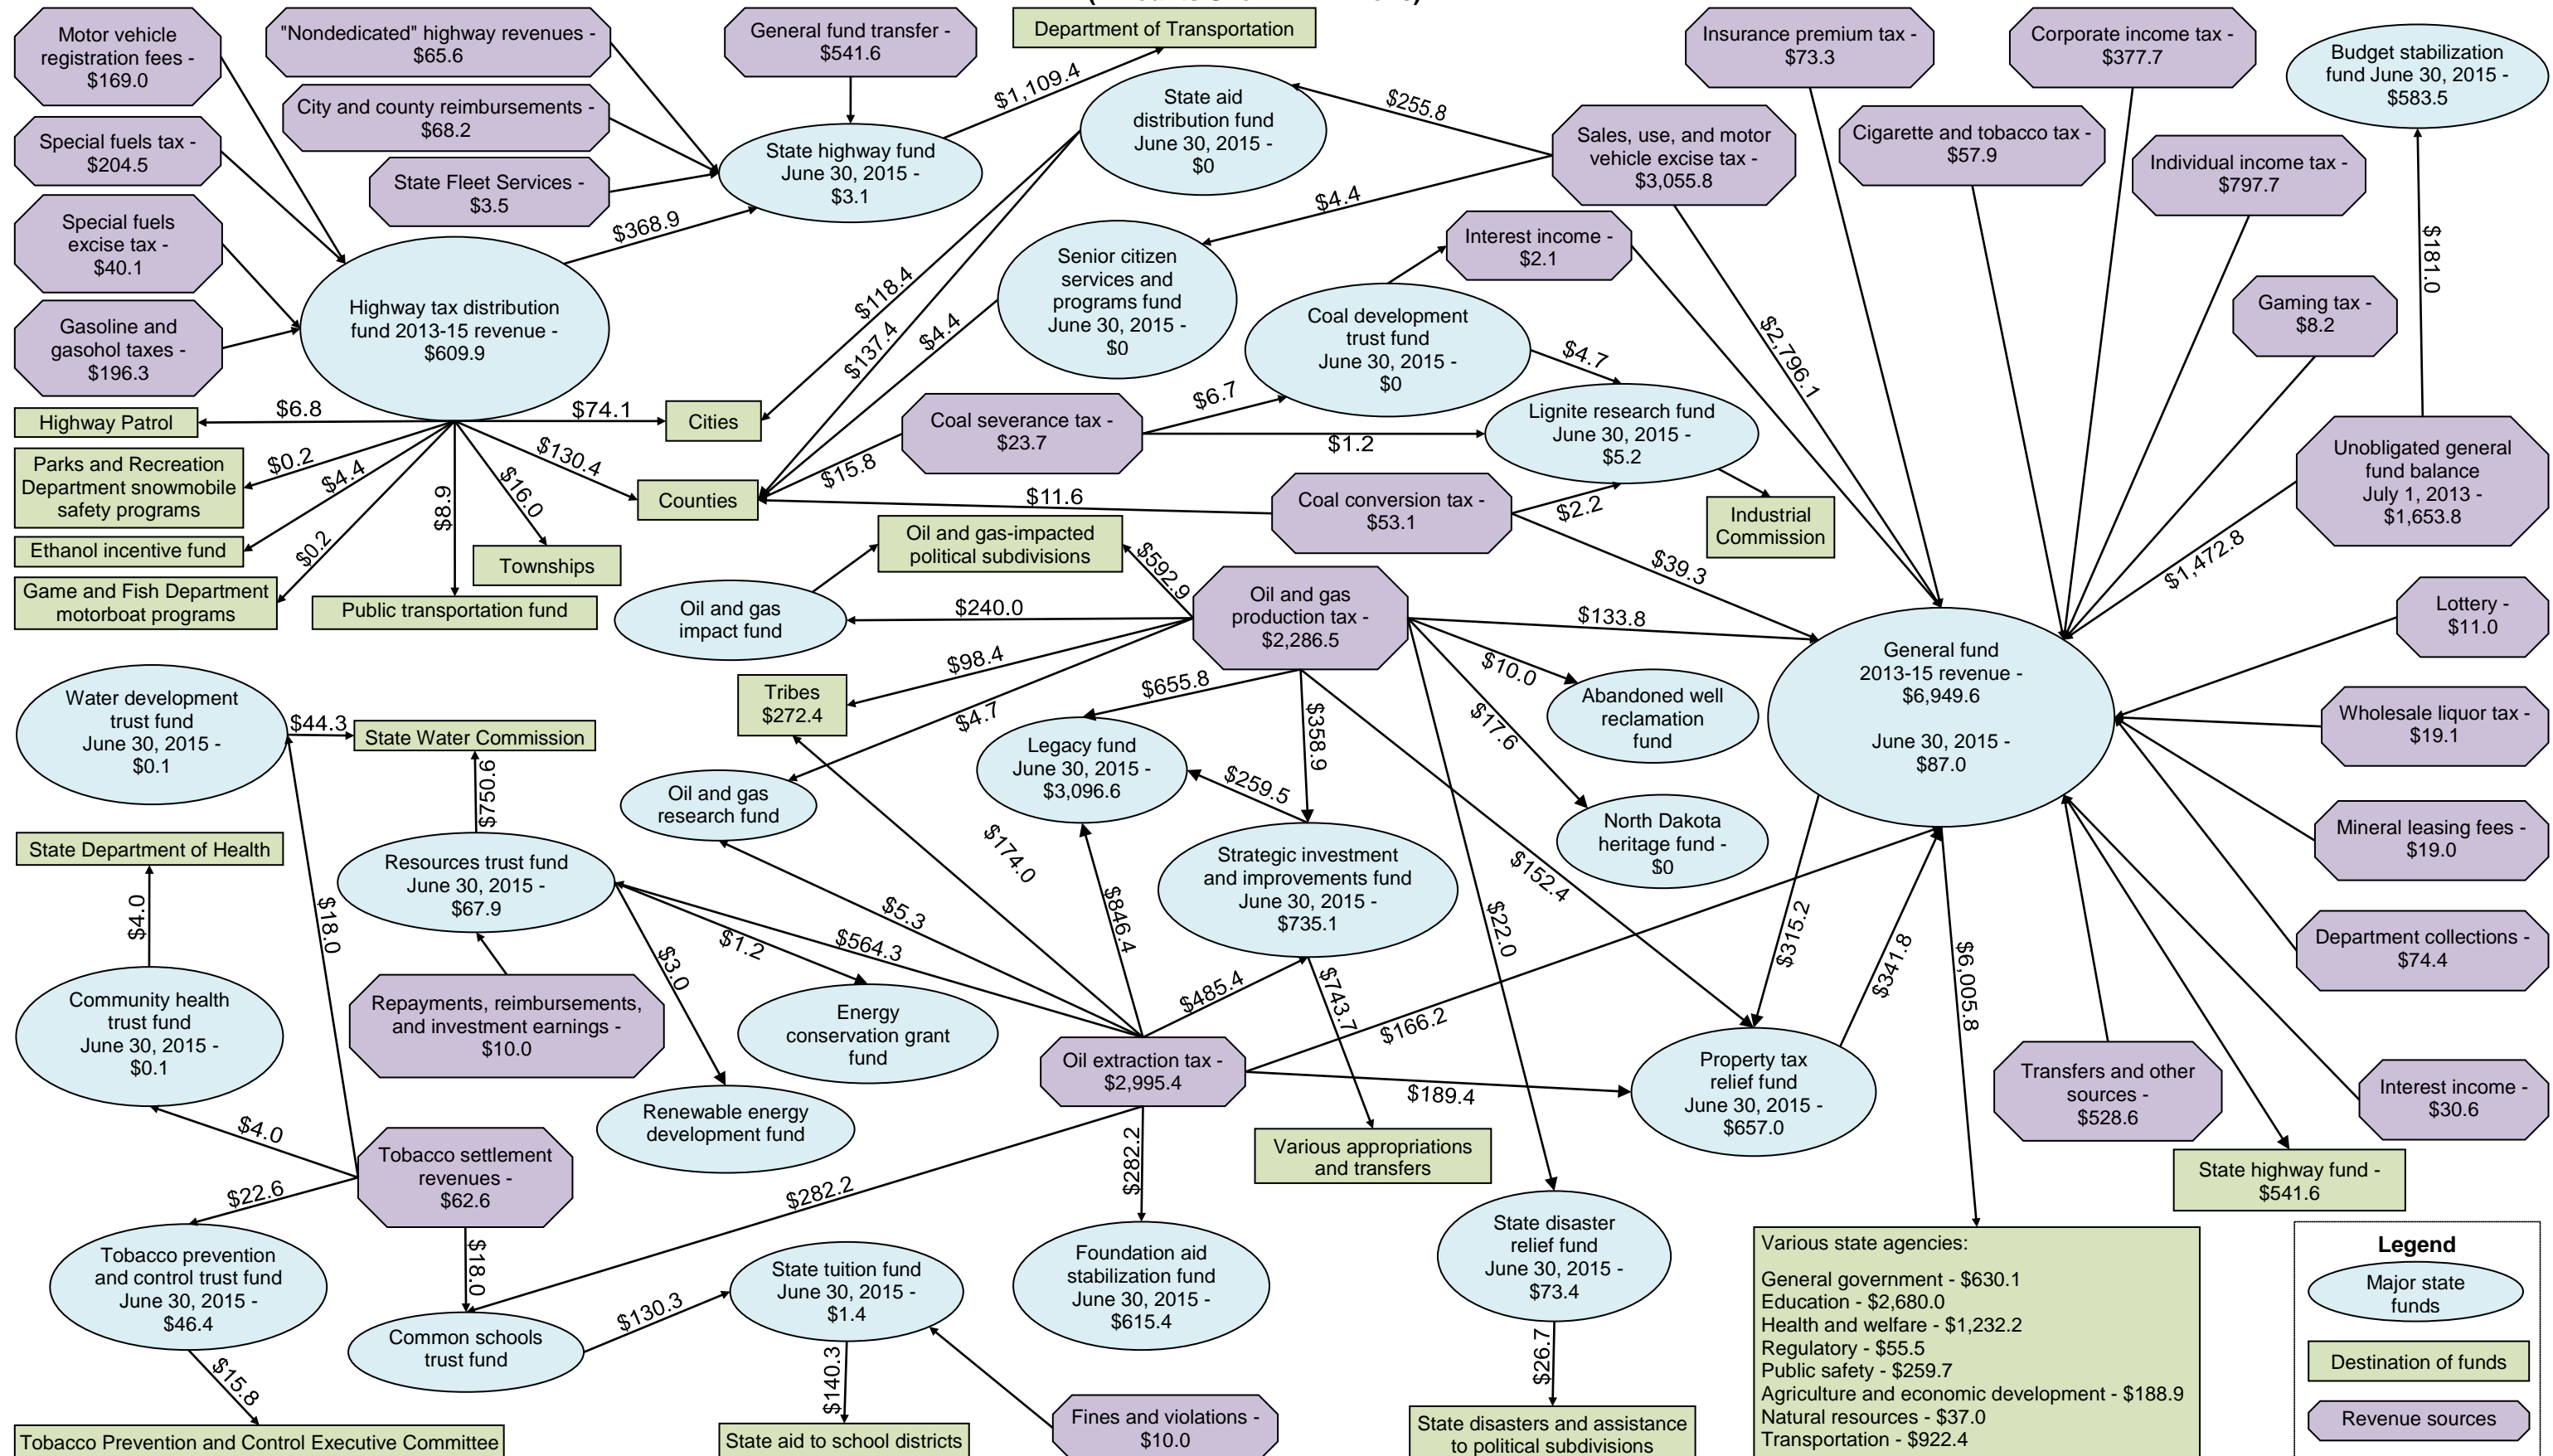 Motor vehicle
registration fees -
$169.0
"Nondedicated" highway revenues -
$65.6
General fund transfer -
$541.6
Department of Transportation
Insurance premium tax -
$73.3
Corporate income tax -
$377.7
Budget stabilization
fund June 30, 2015 -
$583.5
Special fuels tax -
$204.5
City and county reimbursements -
$68.2
State Fleet Services -
$3.5
$1,109.4
State highway fund
June 30, 2015 -
$3.1
State aid
distribution fund
June 30, 2015 -
$0
$255.8
Sales, use, and motor
vehicle excise tax -
$3,055.8
Cigarette and tobacco tax -
$57.9
Individual income tax -
$797.7
Special fuels
excise tax -
$40.1
$368.9
$4.4
Interest income -
$2.1
$181.0
Gasoline and
gasohol taxes -
$196.3
Highway tax distribution
fund 2013-15 revenue -
$609.9
$118.4
$137.4
$4.4
Senior citizen
services and
programs fund
June 30, 2015 -
$0
Coal development
trust fund
June 30, 2015 -
$0
$4.7
$2,796.1
Gaming tax -
$8.2
Highway Patrol
$6.8
$74.1
Cities
Coal severance tax -
$23.7
$6.7
$1.2
Lignite research fund
June 30, 2015 -
$5.2
Unobligated general
fund balance
July 1, 2013 -
$1,653.8
Parks and Recreation
Department snowmobile
safety programs
$0.2
$4.4
$8.9
$16.0
$130.4
Counties
$15.8
$11.6
Coal conversion tax -
$53.1
$2.2
Industrial
Commission
Ethanol incentive fund
$0.2
Townships
Oil and gas-impacted
political subdivisions
$592.9
$39.3
$1,472.8
Game and Fish Department
motorboat programs
Public transportation fund
Oil and gas
impact fund
$240.0
Oil and gas
production tax -
$2,286.5
$133.8
Lottery -
$11.0
General fund
2013-15 revenue -
$6,949.6
June 30, 2015 -
$87.0
Water development
trust fund
June 30, 2015 -
$0.1
$44.3
State Water Commission
Tribes
$272.4
$98.4
$4.7
$655.8
$358.9
$10.0
$17.6
Abandoned well
reclamation
fund
Wholesale liquor tax -
$19.1
$750.6
Oil and gas
research fund
Legacy fund
June 30, 2015 -
$3,096.6
$259.5
North Dakota
heritage fund -
$0
Mineral leasing fees -
$19.0
State Department of Health
Resources trust fund
June 30, 2015 -
$67.9
$174.0
Strategic investment
and improvements fund
June 30, 2015 -
$735.1
$152.4
$4.0
$18.0
$5.3
$846.4
$22.0
$315.2
$341.8
$6,005.8
Department collections -
$74.4
$3.0
$1.2
$564.3
Community health
trust fund
June 30, 2015 -
$0.1
Repayments, reimbursements,
and investment earnings -
$10.0
Energy
conservation grant
fund
$485.4
$743.7
$166.2
Oil extraction tax -
$2,995.4
$189.4
Property tax
relief fund
June 30, 2015 -
$657.0
Transfers and other
sources -
$528.6
Interest income -
$30.6
$4.0
Renewable energy
development fund
Various appropriations
and transfers
State highway fund -
$541.6
Tobacco settlement
revenues -
$62.6
$22.6
$282.2
$282.2
Tobacco prevention
and control trust fund
June 30, 2015 -
$46.4
$18.0
Common schools
trust fund
$130.3
State tuition fund
June 30, 2015 -
$1.4
Foundation aid
stabilization fund
June 30, 2015 -
$615.4
State disaster
relief fund
June 30, 2015 -
$73.4
Various state agencies:
General government - $630.1
Education - $2,680.0
Health and welfare - $1,232.2
Regulatory - $55.5
Public safety - $259.7
Agriculture and economic development - $188.9
Natural resources - $37.0
Transportation - $922.4
Legend
Major state
funds
Destination of funds
Revenue sources
$15.8
$140.3
$26.7
Tobacco Prevention and Control Executive Committee
State aid to school districts
Fines and violations -
$10.0
State disasters and assistance
to political subdivisions